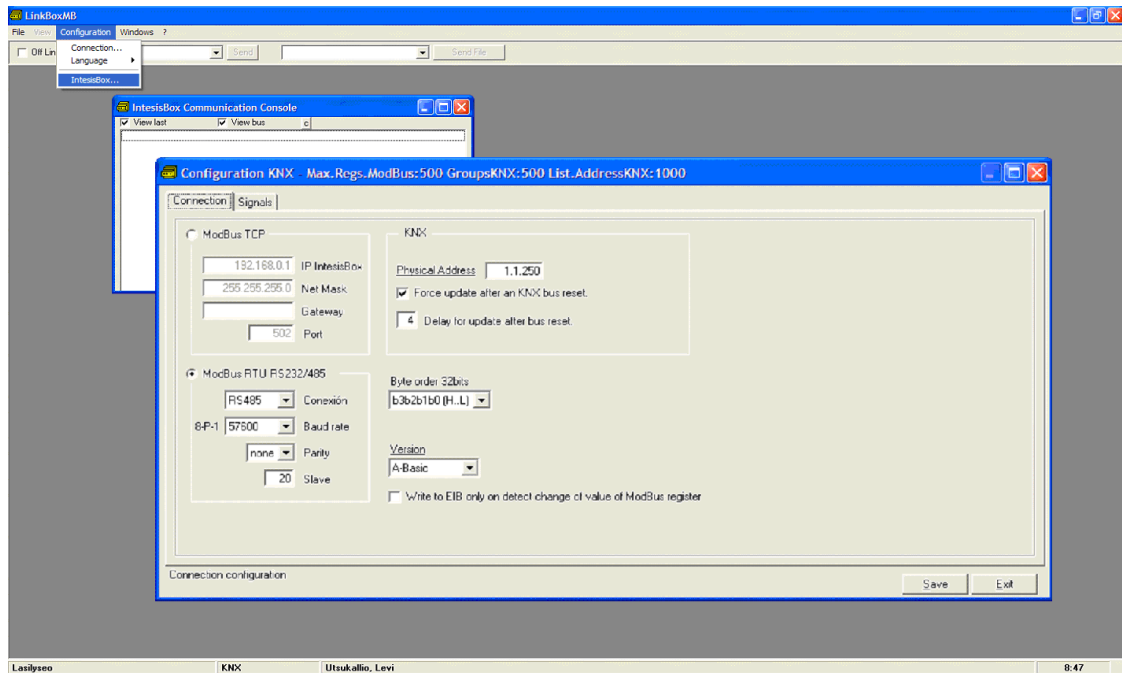 LinkBoxMB
File View Configuration Windows ?
Off Lin Send Send File
Connection...
Language
IntesisBox...
IntesisBox Communication Console
View last View bus c
Configuration KNX - Max.Regs.ModBus:500 GroupsKNX:500 List.AddressKNX:1000
Connection Signals
ModBus TCP
192.168.0.1 IP IntesisBox
255.255.255.0 Net Mask
Gateway
502 Port
KNX
Physical Address 1.1.250
Force update after an KNX bus reset.
4 Delay for update after bus reset.
ModBus RTU RS232/485
RS485 Conexión
8-P-1 57600 Baud rate
none Parity
20 Slave
Byte order 32bits
b3b2b1b0 (H..L)
Version
A-Basic
Write to EIB only on detect change of value of ModBus register
Connection configuration
Save Exit
Lasilyseo KNX Utsukallio, Levi 8:47